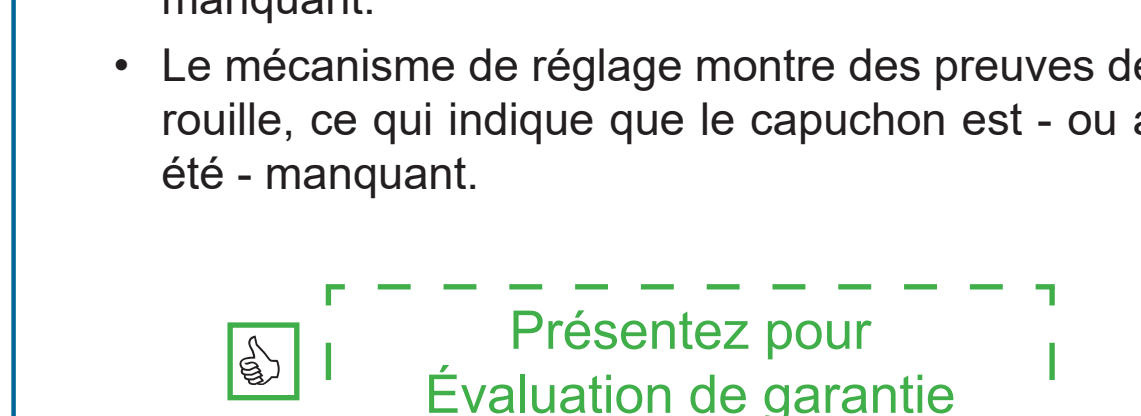 manquant.
• Le mécanisme de réglage montre des preuves de
rouille, ce qui indique que le capuchon est - ou a
été - manquant.
Présentez pour
Évaluation de garantie